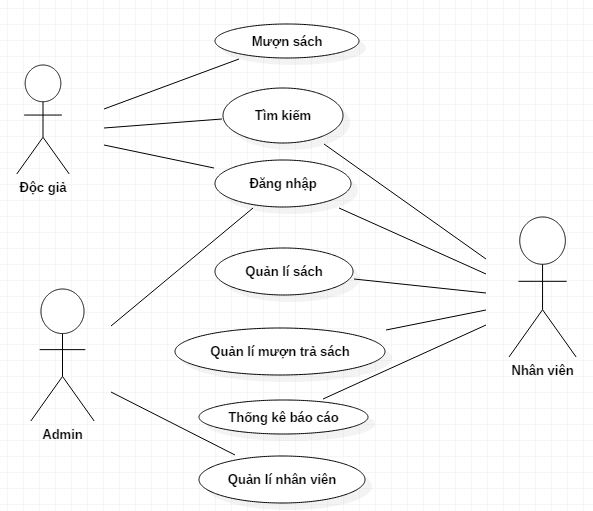 Mượn sách
Tìm kiếm
Độc giả
Đăng nhập
Quản lí sách
Quản lí mượn trả sách
Nhân viên
Thống kê báo cáo
Admin
Quản lí nhân viên